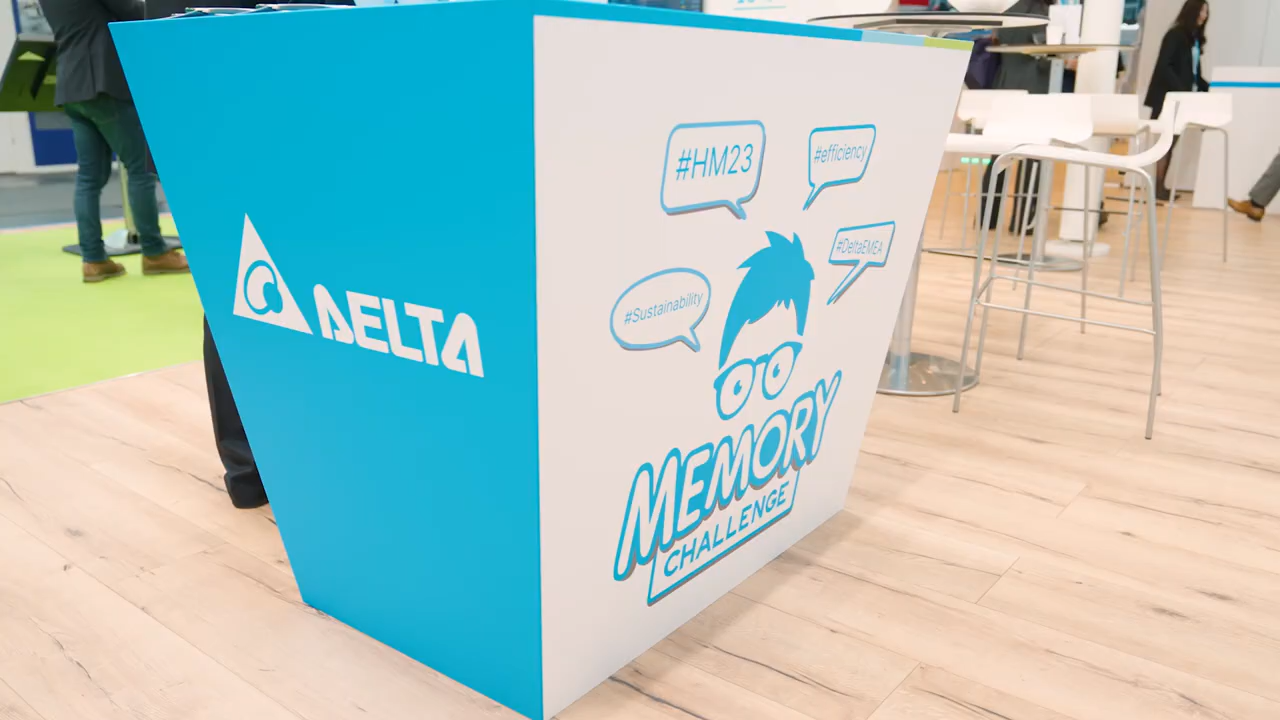 DELTA
#HM23
#efficiency
#DeltaEMEA
#Sustainability
MEMORY
CHALLENGE